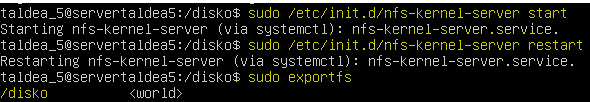 taldea_5@servertaldea5:/disko$ sudo /etc/init.d/nfs-kernel-server start
Starting nfs-kernel-server (via systemctl): nfs-kernel-server.service.
taldea_5@servertaldea5:/disko$ sudo /etc/init.d/nfs-kernel-server restart
Restarting nfs-kernel-server (via systemctl): nfs-kernel-server.service.
taldea_5@servertaldea5:/disko$ sudo exportfs
/disko          <world>